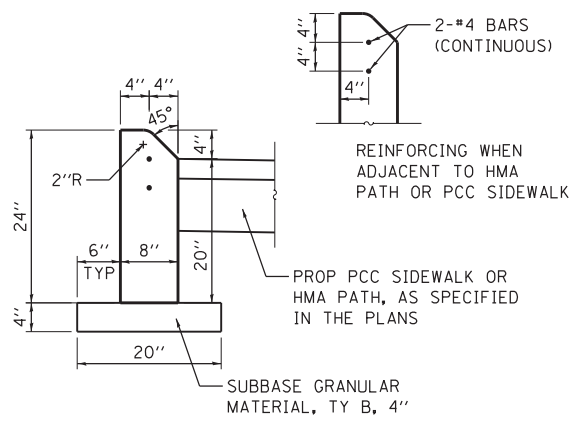 4"
4"
4"
2-#4 BARS
(CONTINUOUS)
REINFORCING WHEN
ADJACENT TO HMA
PATH OR PCC SIDEWALK
4" 4"
45°
4"
2"R
24"
6"
TYP
8"
20"
4"
20"
PROP PCC SIDEWALK OR
HMA PATH, AS SPECIFIED
IN THE PLANS
SUBBASE GRANULAR
MATERIAL, TY B, 4"